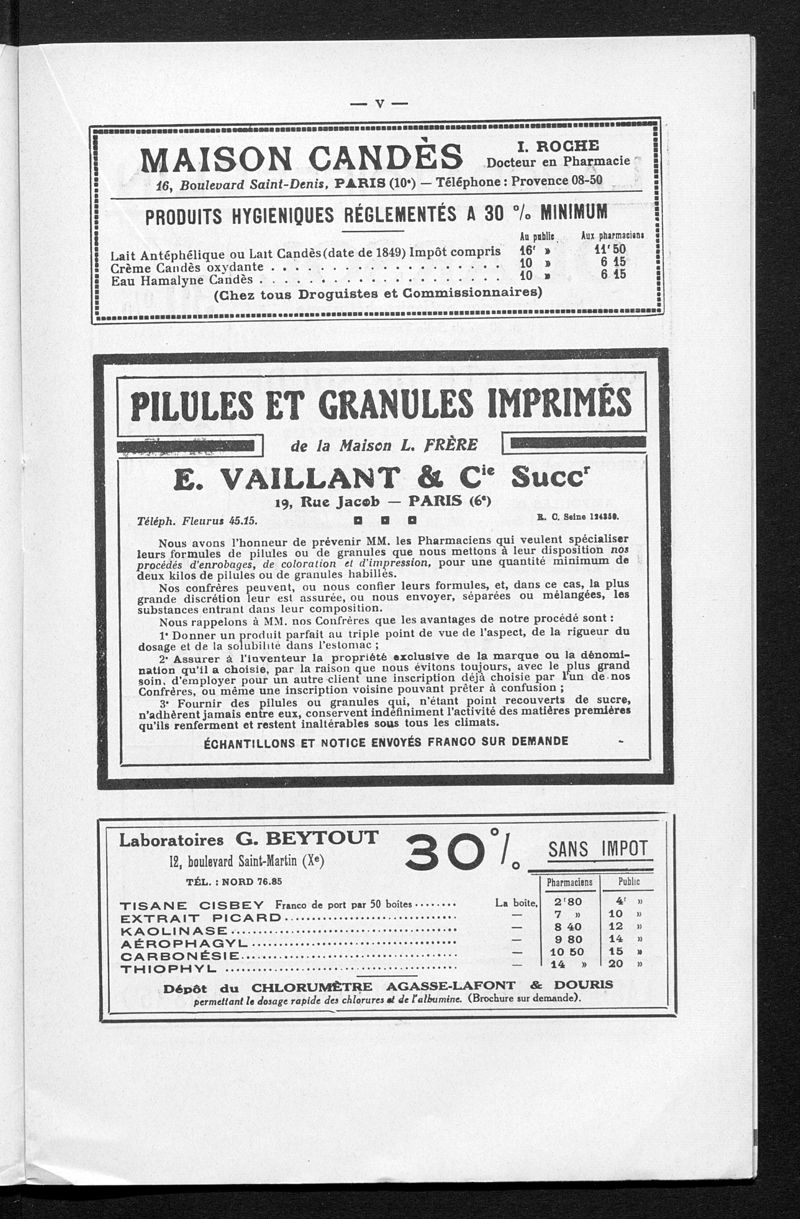 — V —
MAISON CANDÈS
I. ROCHE
Docteur en Pharmacie
16, Boulevard Saint-Denis, PARIS (10e) — Téléphone : Provence 08-50
PRODUITS HYGIENIQUES RÉGLEMENTÉS A 30 % MINIMUM
Au public Aux pharmaciens
Lait Antéphélique ou Lait Candès (date de 1849) Impôt compris 16f » 11f50
Crème Candès oxydante . . . . . . . . . . . . . . . . . . . 10 » 6 15
Eau Hamalyne Candès . . . . . . . . . . . . . . . . . . . . 10 » 6 15
(Chez tous Droguistes et Commissionnaires)
PILULES ET GRANULES IMPRIMÉS
de la Maison L. FRÈRE
E. VAILLANT & Cie Succr
19, Rue Jacob — PARIS (6e)
Téléph. Fleurus 45.15.
R. C. Seine 124350.
Nous avons l'honneur de prévenir MM. les Pharmaciens qui veulent spécialiser
leurs formules de pilules ou de granules que nous mettons à leur disposition nos
procédés d'enrobages, de coloration et d'impression, pour une quantité minimum de
deux kilos de pilules ou de granules habillés.
Nos confrères peuvent, ou nous confier leurs formules, et, dans ce cas, la plus
grande discrétion leur est assurée, ou nous envoyer, séparées ou mélangées, les
substances entrant dans leur composition.
Nous rappelons à MM. nos Confrères que les avantages de notre procédé sont :
1° Donner un produit parfait au triple point de vue de l'aspect, de la rigueur du
dosage et de la solubilité dans l'estomac ;
2° Assurer à l'inventeur la propriété exclusive de la marque ou la dénomi-
nation qu'il a choisie, par la raison que nous évitons toujours, avec le plus grand
soin, d'employer pour un autre client une inscription déjà choisie par l'un de nos
Confrères, ou même une inscription voisine pouvant prêter à confusion ;
3° Fournir des pilules ou granules qui, n'étant point recouverts de sucre,
n'adhèrent jamais entre eux, conservent indéfiniment l'activité des matières premières
qu'ils renferment et restent inaltérables sous tous les climats.
ÉCHANTILLONS ET NOTICE ENVOYÉS FRANCO SUR DEMANDE
Laboratoires G. BEYTOUT
12, boulevard Saint-Martin (Xe)
TÉL. : NORD 76.85
30 %
SANS IMPOT
Pharmaciens Public
TISANE CISBEY Franco de port par 50 boites ........ La boîte. 2f80 4f »
EXTRAIT PICARD .............................. — 7 » 10 »
KAOLINASE .............................. — 8 40 12 »
AÉROPHAGYL .............................. — 9 80 14 »
CARBONÉSIE .............................. — 10 50 15 »
THIOPHYL .............................. — 14 » 20 »
Dépôt du CHLORUMÈTRE AGASSE-LAFONT & DOURIS
permettant le dosage rapide des chlorures et de l'albumine. (Brochure sur demande).